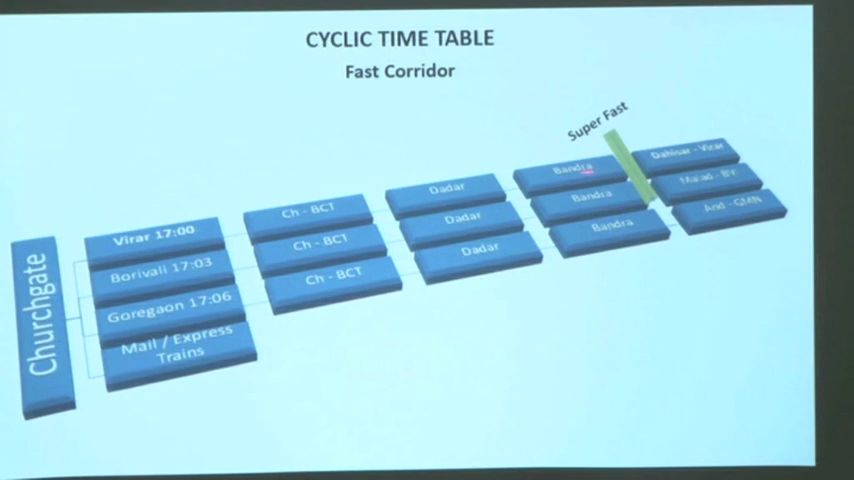 CYCLIC TIME TABLE
Fast Corridor
Super Fast
Churchgate
Virar 17:00
Ch - BCT
Dadar
Bandra
Dahisar - Virar
Borivali 17:03
Ch - BCT
Dadar
Bandra
Malad - BVI
Goregaon 17:06
Ch - BCT
Dadar
Bandra
And - GMN
Mail / Express
Trains